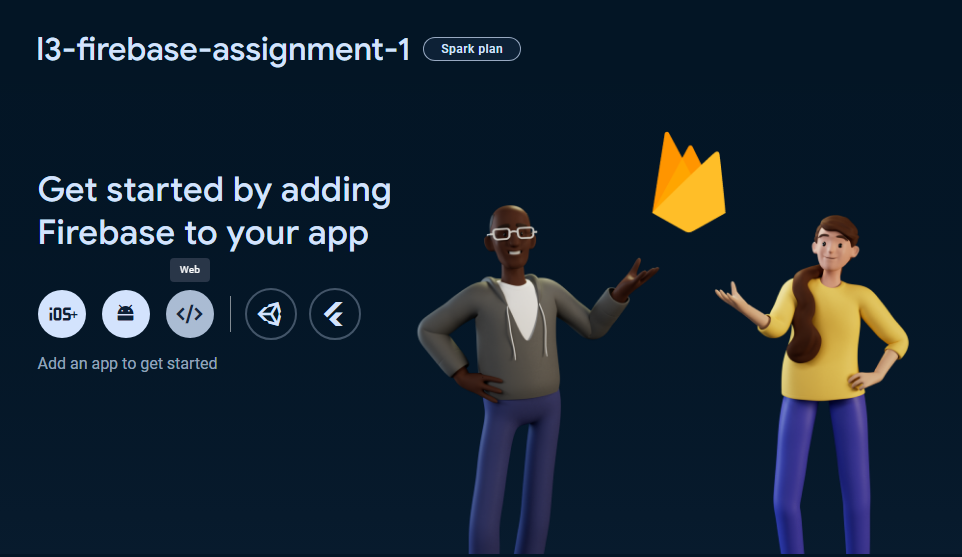 l3-firebase-assignment-1
Spark plan
Get started by adding
Firebase to your app
Web
iOS+
</>
Add an app to get started